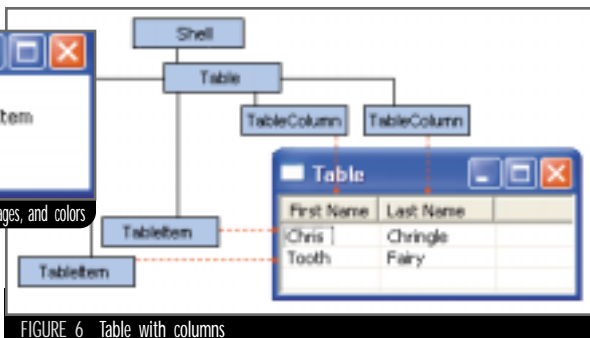 Shell
Table
TableColumn TableColumn
tem
Table
First Name Last Name
Chris Chringle
Tooth Fairy
ages, and colors
TableItem
TableItem
FIGURE 6 Table with columns